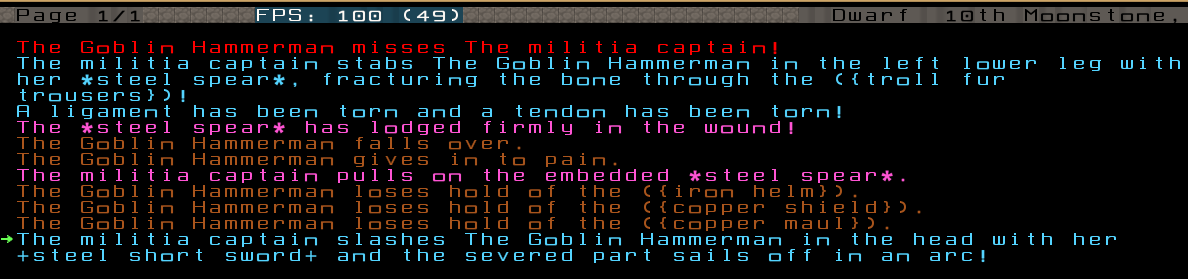 Page 1/1 FPS: 100 (49) Dwarf 10th Moonstone,
The Goblin Hammerman misses The militia captain!
The militia captain stabs The Goblin Hammerman in the left lower leg with
her *steel spear*, fracturing the bone through the ({troll fur
trousers})!
A ligament has been torn and a tendon has been torn!
The *steel spear* has lodged firmly in the wound!
The Goblin Hammerman falls over.
The Goblin Hammerman gives in to pain.
The militia captain pulls on the embedded *steel spear*.
The Goblin Hammerman loses hold of the ({iron helm}).
The Goblin Hammerman loses hold of the ({copper shield}).
The Goblin Hammerman loses hold of the ({copper maul}).
The militia captain slashes The Goblin Hammerman in the head with her
+steel short sword+ and the severed part sails off in an arc!